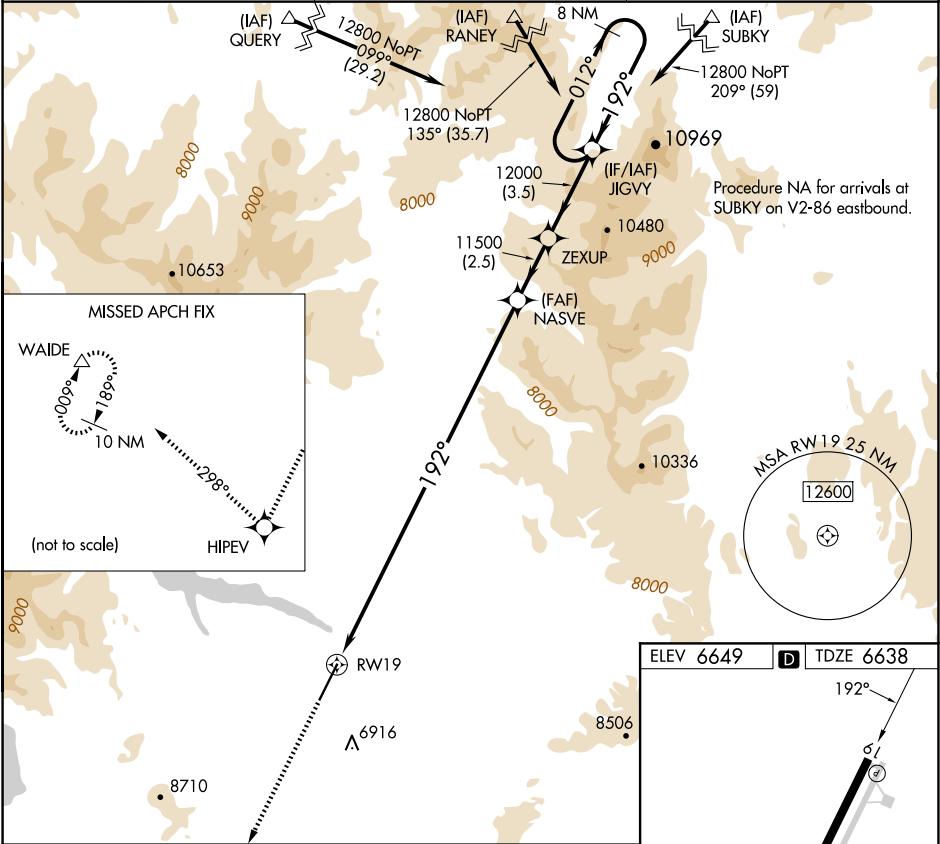 (IAF)
QUERY
12800 NoPT
099°
(29.2)
(IAF)
RANEY
12800 NoPT
135° (35.7)
8 NM
012°
192°
(IAF)
SUBKY
12800 NoPT
209° (59)
10969
(IF/IAF)
JIGVY
12000
(3.5)
Procedure NA for arrivals at
SUBKY on V2-86 eastbound.
8000
9000
8000
10480
9000
ZEXUP
11500
(2.5)
(FAF)
NASVE
10653
MISSED APCH FIX
WAIDE
009°
189°
10 NM
298°
HIPEV
(not to scale)
8000
192°
10336
MSA RW19 25 NM
12600
8000
9000
RW19
6916
8506
8710
ELEV 6649
D
TDZE 6638
192°
19
P